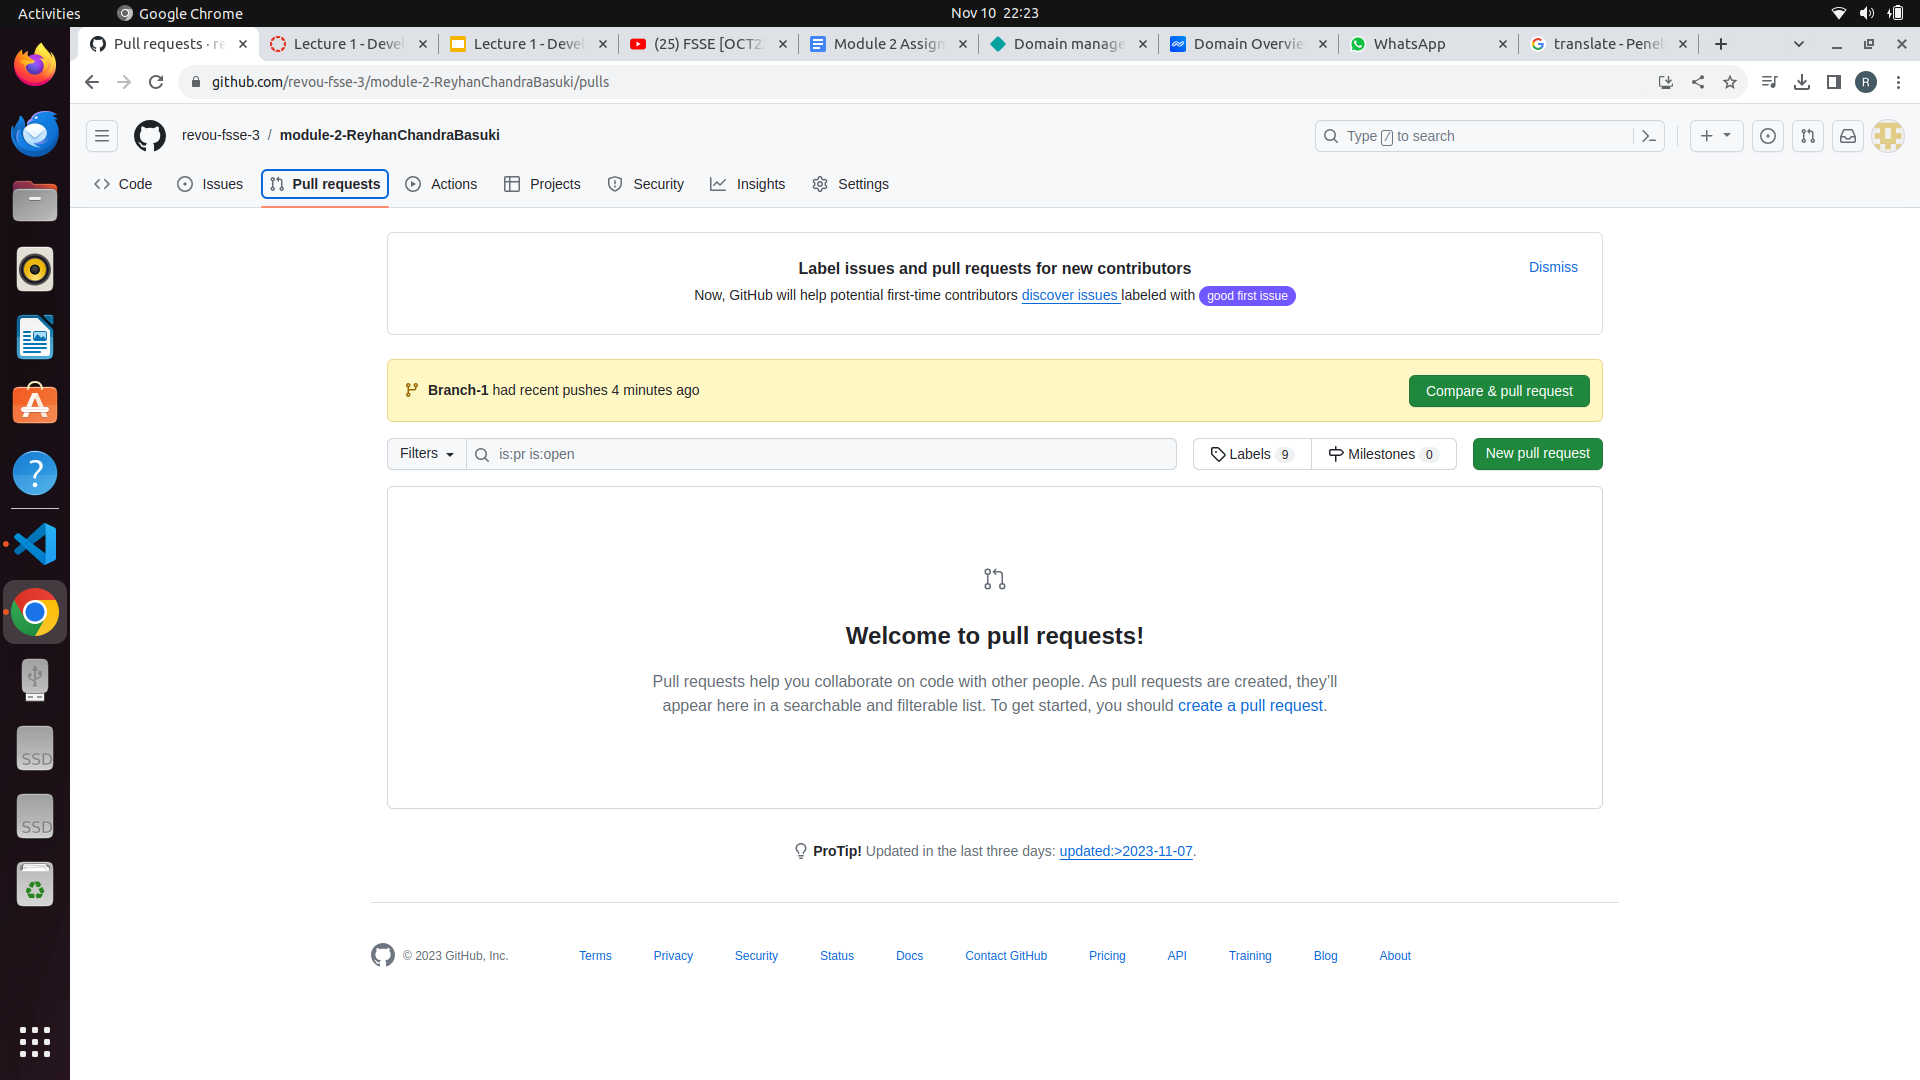 Activities
Google Chrome
Nov 10 22:23
Pull requests · re
Lecture 1 - Devel
Lecture 1 - Devel
(25) FSSE [OCT2
Module 2 Assign
Domain manage
Domain Overvie
WhatsApp
translate - Penel
github.com/revou-fsse-3/module-2-ReyhanChandraBasuki/pulls
R
revou-fsse-3 / module-2-ReyhanChandraBasuki
Type / to search
Code
Issues
Pull requests
Actions
Projects
Security
Insights
Settings
Label issues and pull requests for new contributors
Dismiss
Now, GitHub will help potential first-time contributors discover issues labeled with good first issue
Branch-1 had recent pushes 4 minutes ago
Compare & pull request
Filters
is:pr is:open
Labels 9
Milestones 0
New pull request
Welcome to pull requests!
Pull requests help you collaborate on code with other people. As pull requests are created, they’ll
appear here in a searchable and filterable list. To get started, you should create a pull request.
ProTip! Updated in the last three days: updated:>2023-11-07.
© 2023 GitHub, Inc.
Terms
Privacy
Security
Status
Docs
Contact GitHub
Pricing
API
Training
Blog
About
SSD
SSD